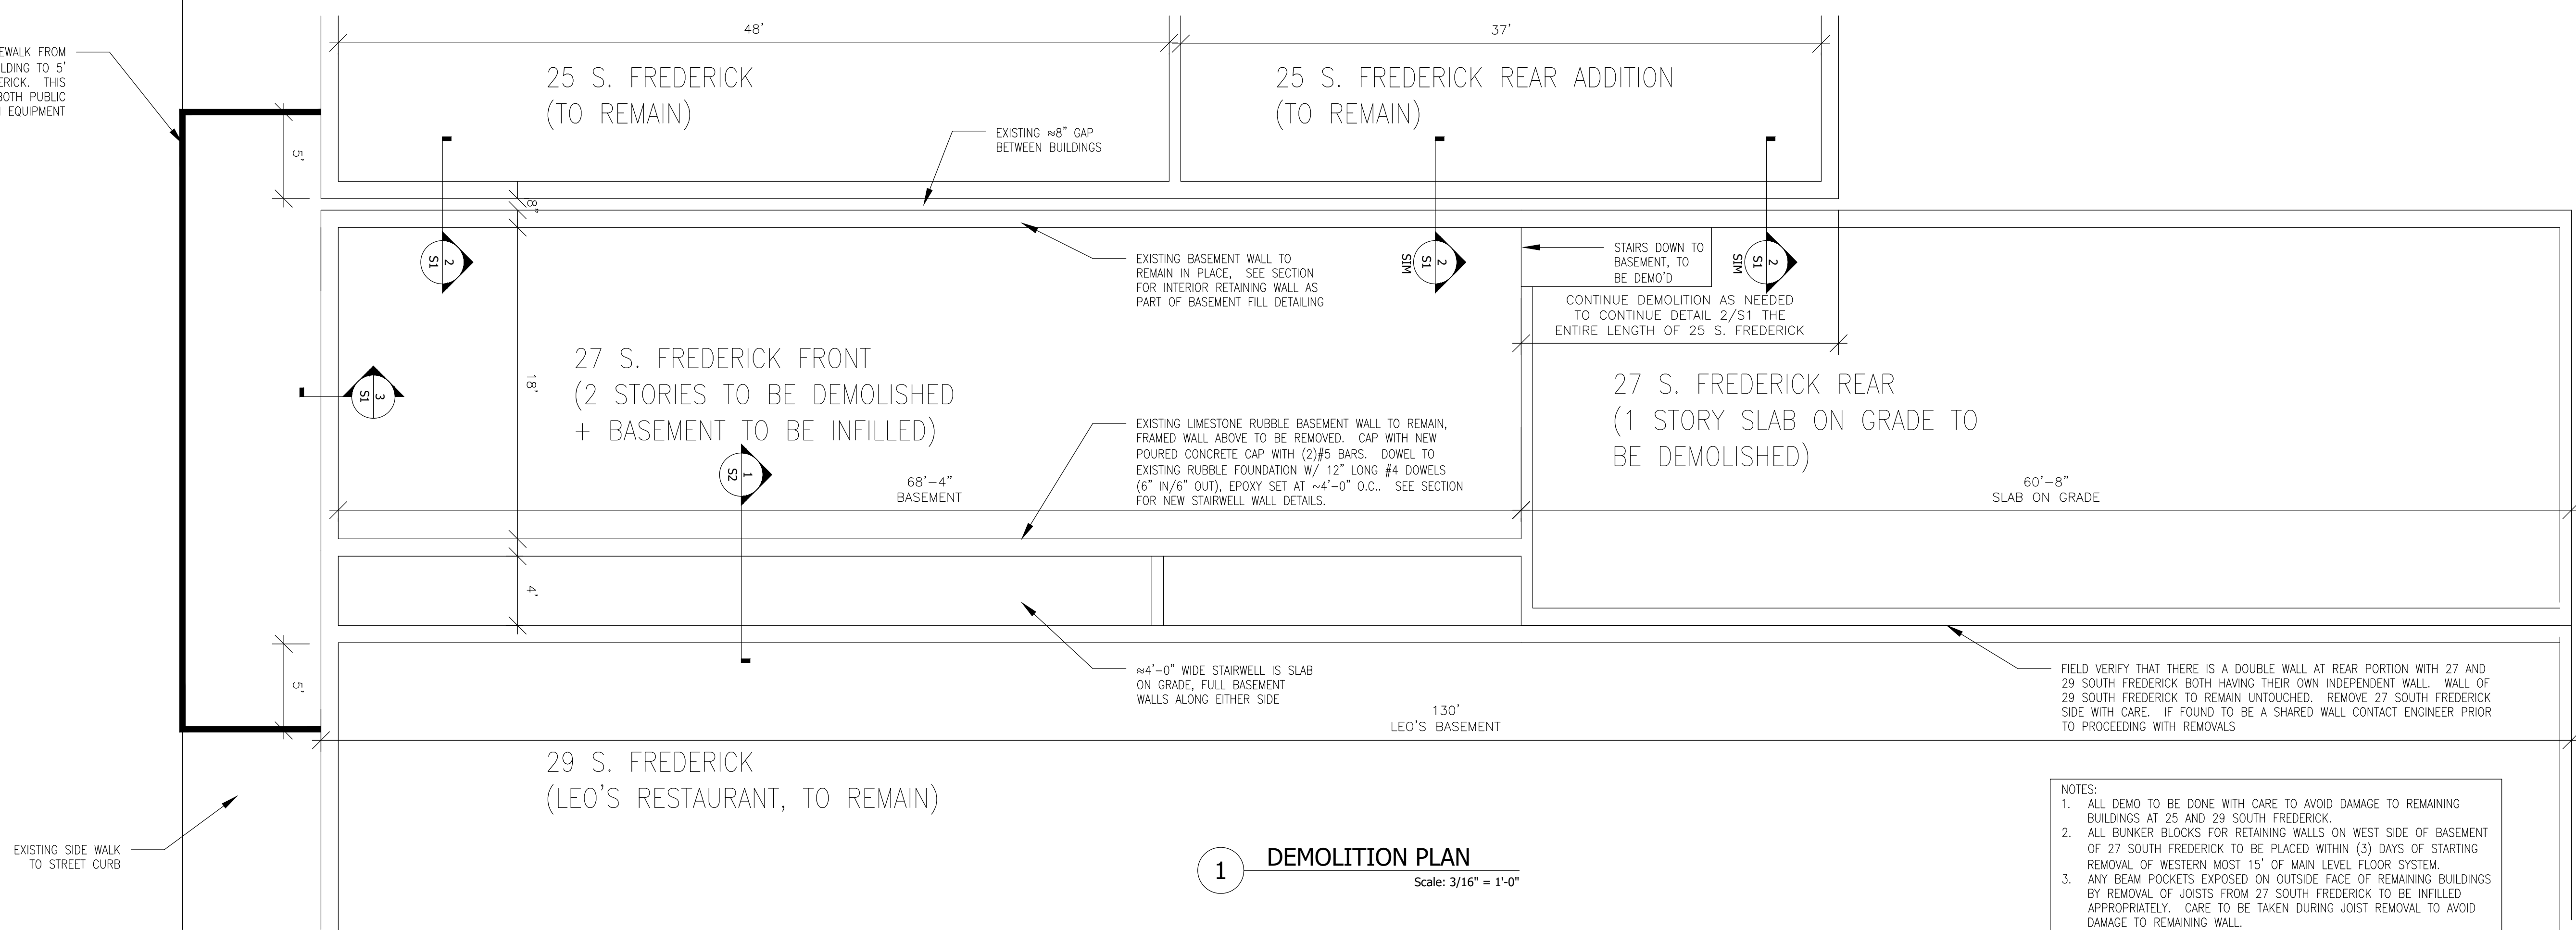 EWALK FROM
LDING TO 5'
ERICK. THIS
BOTH PUBLIC
EQUIPMENT
48'
37'
25 S. FREDERICK
(TO REMAIN)
25 S. FREDERICK REAR ADDITION
(TO REMAIN)
5'
EXISTING ≈8" GAP
BETWEEN BUILDINGS
8"
2
S1
EXISTING BASEMENT WALL TO
REMAIN IN PLACE, SEE SECTION
FOR INTERIOR RETAINING WALL AS
PART OF BASEMENT FILL DETAILING
2
S1
SIM
STAIRS DOWN TO
BASEMENT, TO
BE DEMO'D
2
S1
SIM
CONTINUE DEMOLITION AS NEEDED
TO CONTINUE DETAIL 2/S1 THE
ENTIRE LENGTH OF 25 S. FREDERICK
27 S. FREDERICK FRONT
(2 STORIES TO BE DEMOLISHED
+ BASEMENT TO BE INFILLED)
18'
3
S1
27 S. FREDERICK REAR
(1 STORY SLAB ON GRADE TO
BE DEMOLISHED)
EXISTING LIMESTONE RUBBLE BASEMENT WALL TO REMAIN,
FRAMED WALL ABOVE TO BE REMOVED. CAP WITH NEW
POURED CONCRETE CAP WITH (2)#5 BARS. DOWEL TO
EXISTING RUBBLE FOUNDATION W/ 12" LONG #4 DOWELS
(6" IN/6" OUT), EPOXY SET AT ~4'-0" O.C.. SEE SECTION
FOR NEW STAIRWELL WALL DETAILS.
1
S2
68'-4"
BASEMENT
60'-8"
SLAB ON GRADE
4'
5'
≈4'-0" WIDE STAIRWELL IS SLAB
ON GRADE, FULL BASEMENT
WALLS ALONG EITHER SIDE
FIELD VERIFY THAT THERE IS A DOUBLE WALL AT REAR PORTION WITH 27 AND
29 SOUTH FREDERICK BOTH HAVING THEIR OWN INDEPENDENT WALL. WALL OF
29 SOUTH FREDERICK TO REMAIN UNTOUCHED. REMOVE 27 SOUTH FREDERICK
SIDE WITH CARE. IF FOUND TO BE A SHARED WALL CONTACT ENGINEER PRIOR
TO PROCEEDING WITH REMOVALS
130'
LEO'S BASEMENT
29 S. FREDERICK
(LEO'S RESTAURANT, TO REMAIN)
EXISTING SIDE WALK
TO STREET CURB
1
DEMOLITION PLAN
Scale: 3/16" = 1'-0"
NOTES:
1. ALL DEMO TO BE DONE WITH CARE TO AVOID DAMAGE TO REMAINING
BUILDINGS AT 25 AND 29 SOUTH FREDERICK.
2. ALL BUNKER BLOCKS FOR RETAINING WALLS ON WEST SIDE OF BASEMENT
OF 27 SOUTH FREDERICK TO BE PLACED WITHIN (3) DAYS OF STARTING
REMOVAL OF WESTERN MOST 15' OF MAIN LEVEL FLOOR SYSTEM.
3. ANY BEAM POCKETS EXPOSED ON OUTSIDE FACE OF REMAINING BUILDINGS
BY REMOVAL OF JOISTS FROM 27 SOUTH FREDERICK TO BE INFILLED
APPROPRIATELY. CARE TO BE TAKEN DURING JOIST REMOVAL TO AVOID
DAMAGE TO REMAINING WALL.